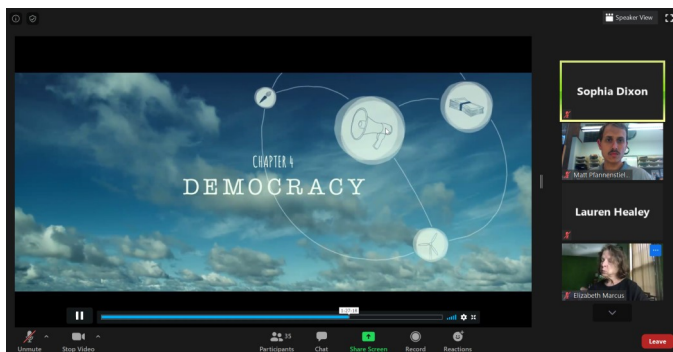 Speaker View
CHAPTER 4
DEMOCRACY
Sophia Dixon
Matt Pfannenstiel...
Lauren Healey
Elizabeth Marcus
Unmute
Stop Video
Participants
35
Chat
Share Screen
Record
Reactions
Leave